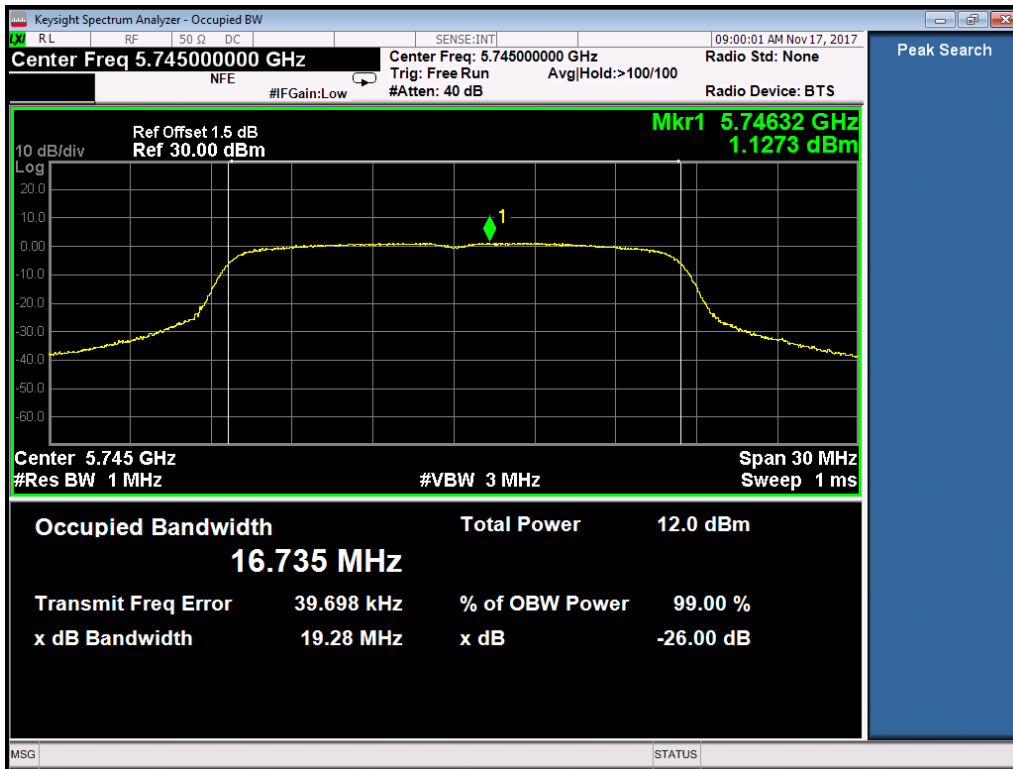 Keysight Spectrum Analyzer - Occupied BW
LXI RL RF 50 Ω DC SENSE:INT 09:00:01 AM Nov 17, 2017
Center Freq 5.745000000 GHz Center Freq: 5.745000000 GHz Radio Std: None
NFE Trig: Free Run Avg|Hold:>100/100
#IFGain:Low #Atten: 40 dB Radio Device: BTS
Peak Search
Ref Offset 1.5 dB Mkr1 5.74632 GHz
10 dB/div Ref 30.00 dBm 1.1273 dBm
Log
20.0
10.0
1
0.00
-10.0
-20.0
-30.0
-40.0
-50.0
-60.0
Center 5.745 GHz Span 30 MHz
#Res BW 1 MHz #VBW 3 MHz Sweep 1 ms
Occupied Bandwidth Total Power 12.0 dBm
16.735 MHz
Transmit Freq Error 39.698 kHz % of OBW Power 99.00 %
x dB Bandwidth 19.28 MHz x dB -26.00 dB
MSG STATUS